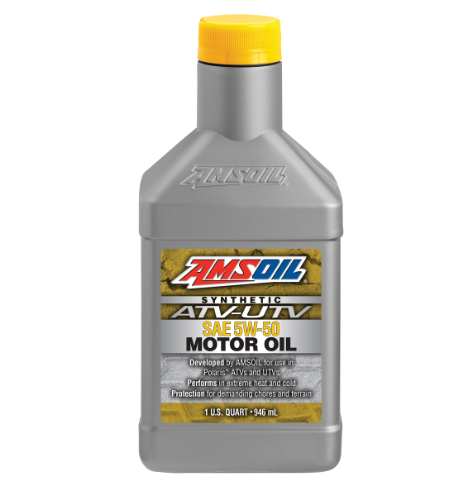 AMSOIL
AMSOIL
SYNTHETIC
ATV-UTV
SAE 5W-50
MOTOR OIL
Developed by AMSOIL for use in
Polaris® ATVs and UTVs
Performs in extreme heat and cold
Protection for demanding chores and terrain
1 U.S. QUART • 946 mL